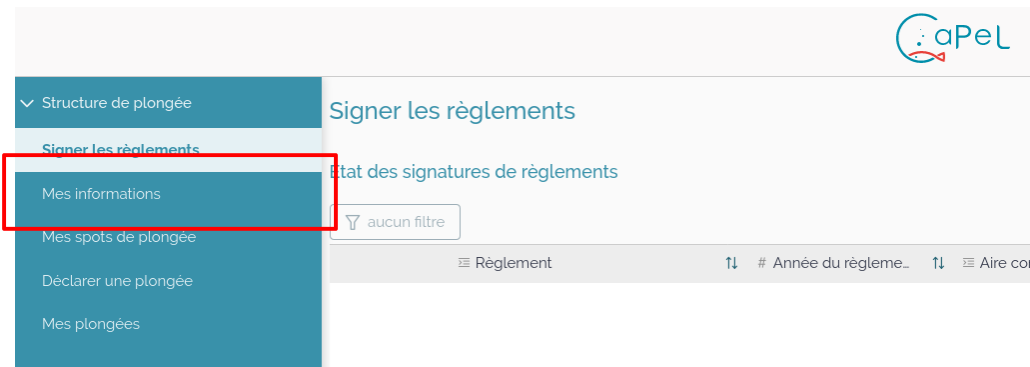 CaPeL
Structure de plongée
Signer les règlements
Signer les règlements
Etat des signatures de règlements
Mes informations
aucun filtre
Mes spots de plongée
Règlement
# Année du règleme...
Aire cor
Déclarer une plongée
Mes plongées